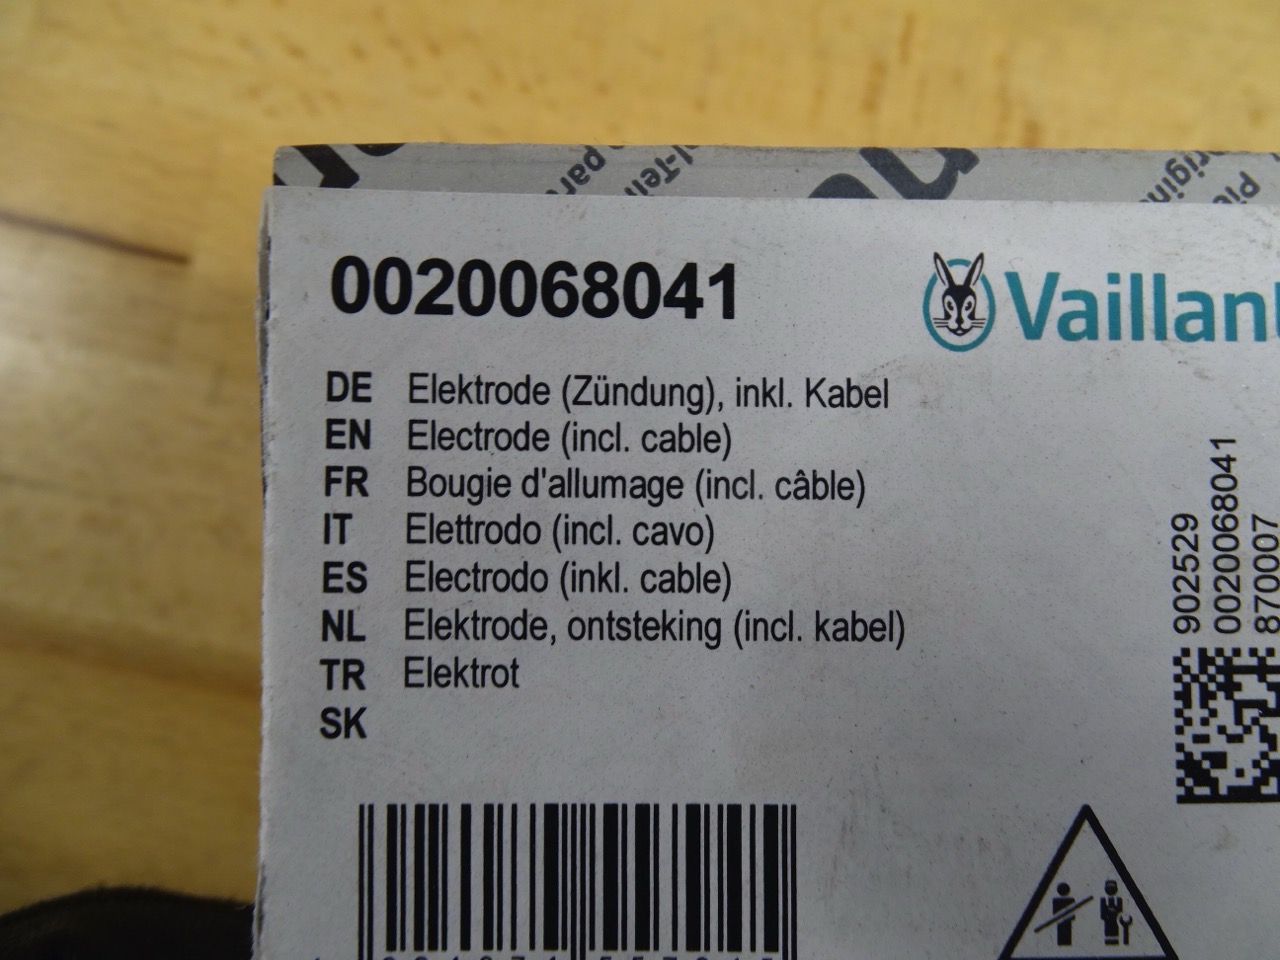 0020068041
Vaillant
DE Elektrode (Zündung), inkl. Kabel
EN Electrode (incl. cable)
FR Bougie d'allumage (incl. câble)
IT Elettrodo (incl. cavo)
ES Electrodo (inkl. cable)
NL Elektrode, ontsteking (incl. kabel)
TR Elektrot
SK
902529
0020068041
870007